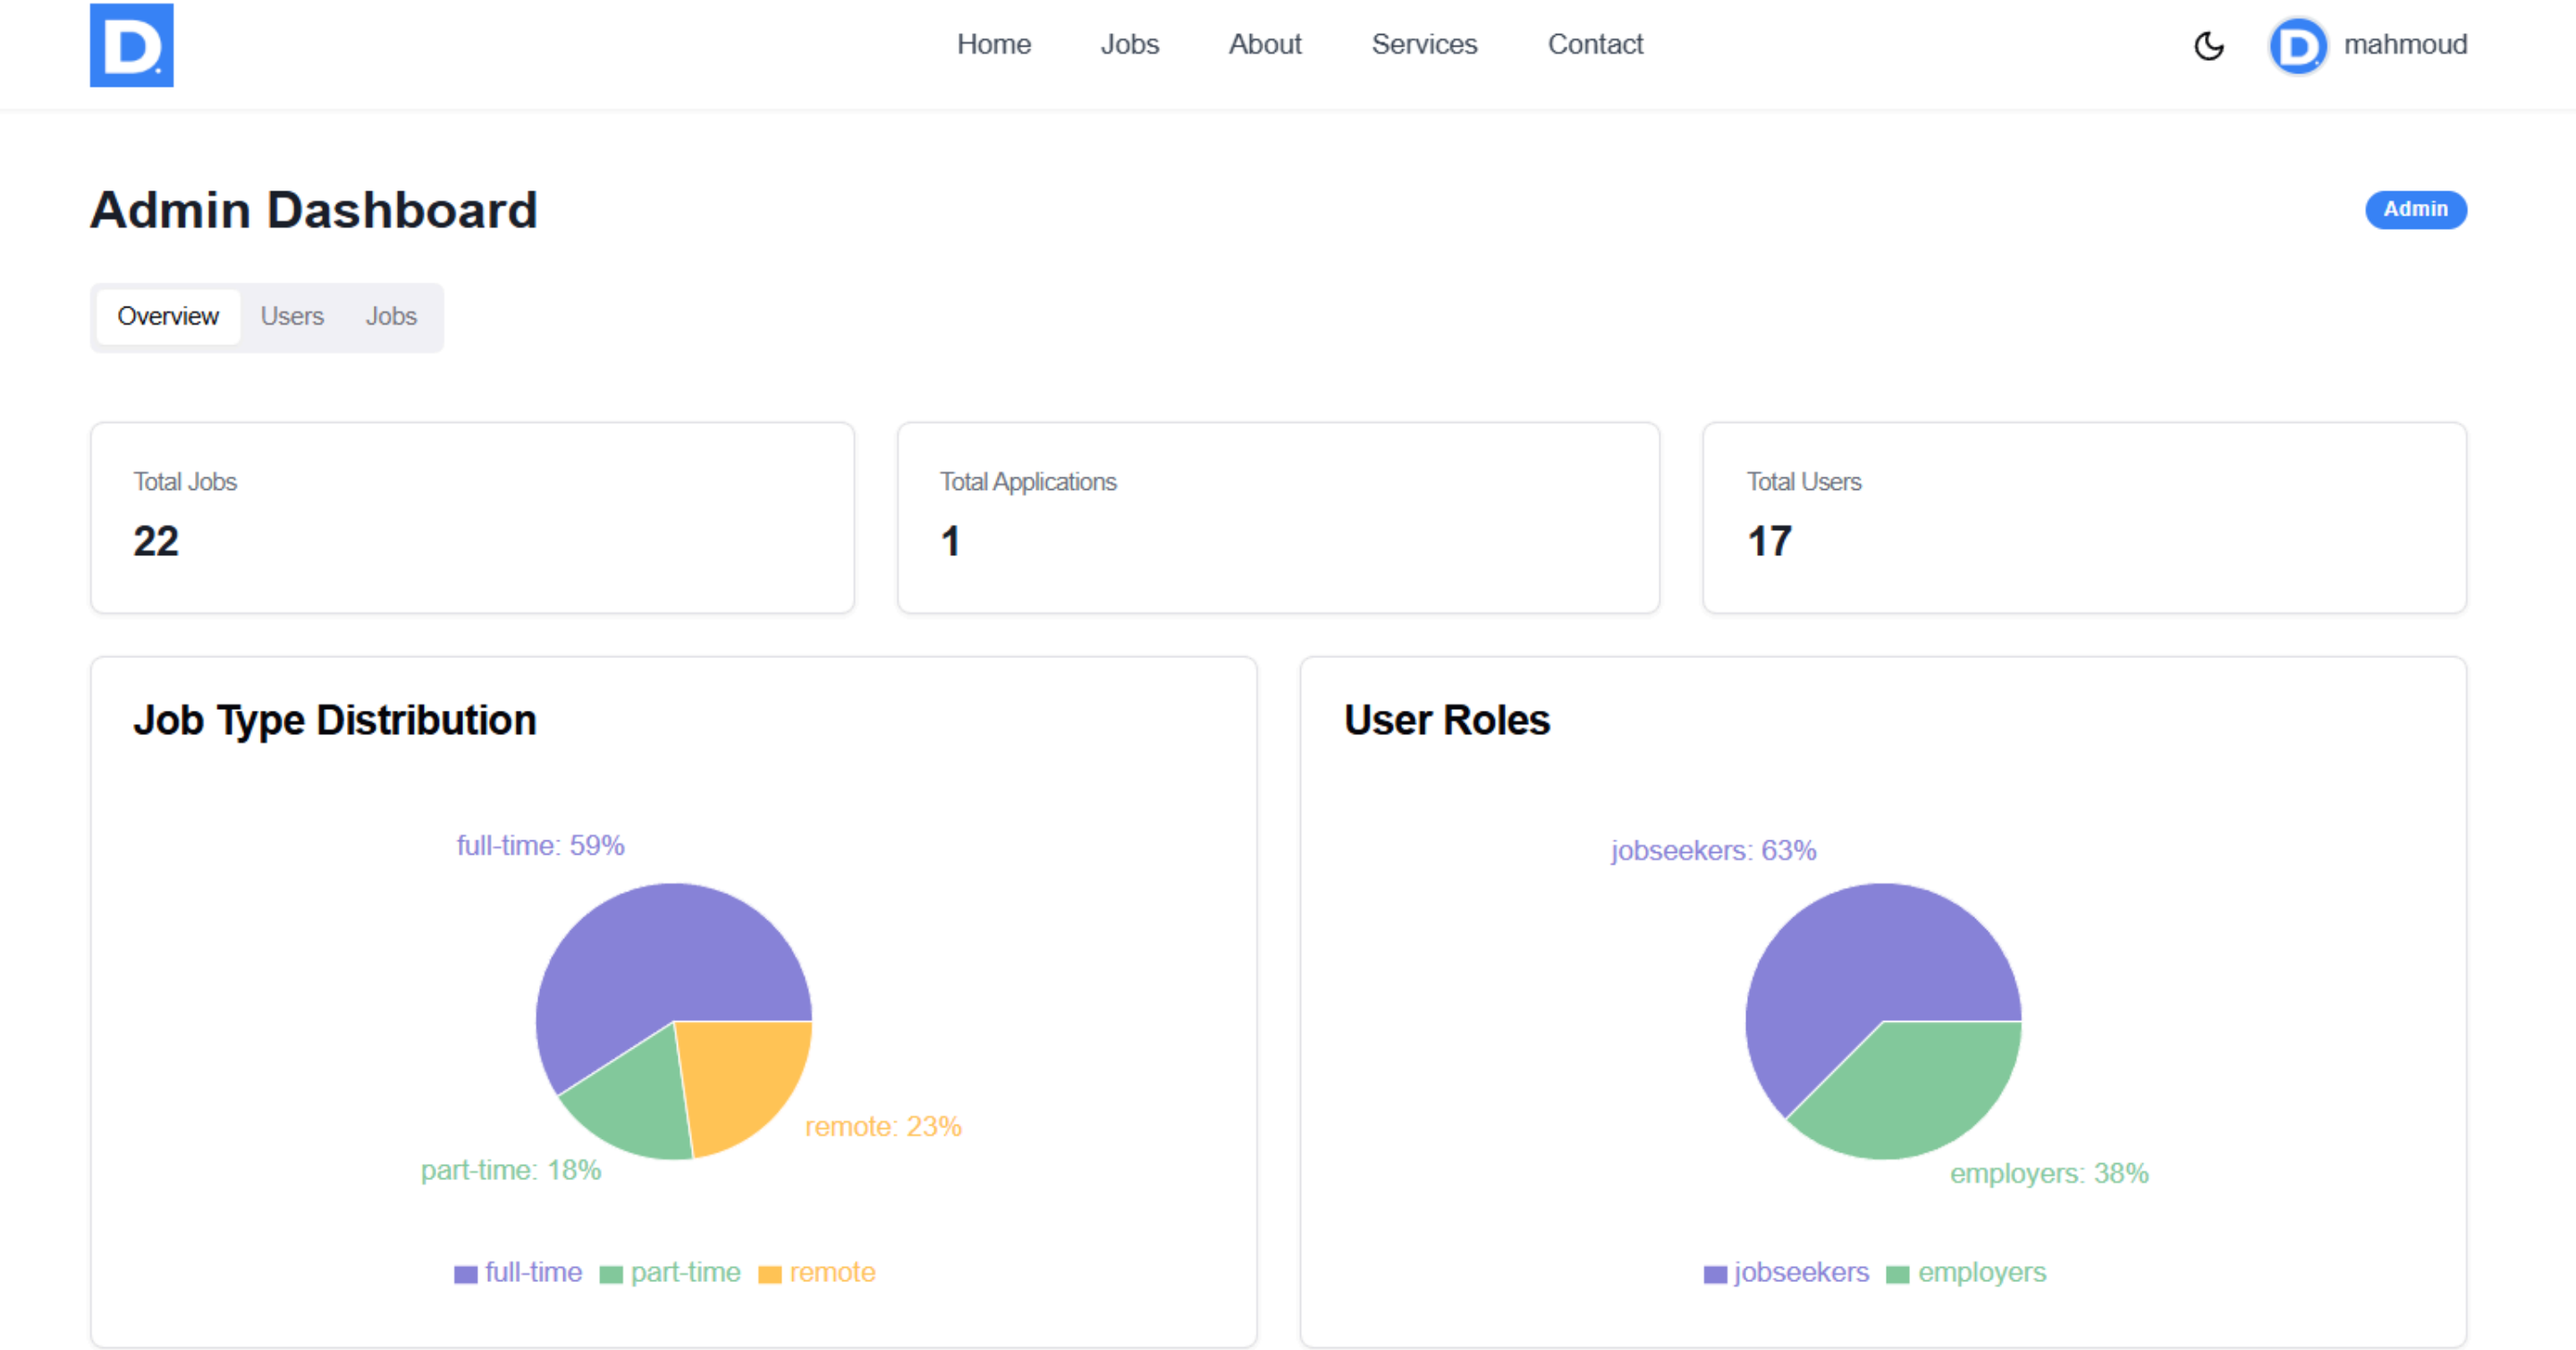 D.
Home Jobs About Services Contact
D. mahmoud
Admin Dashboard
Admin
Overview Users Jobs
Total Jobs
22
Total Applications
1
Total Users
17
Job Type Distribution
full-time: 59%
remote: 23%
part-time: 18%
full-time part-time remote
User Roles
jobseekers: 63%
employers: 38%
jobseekers employers